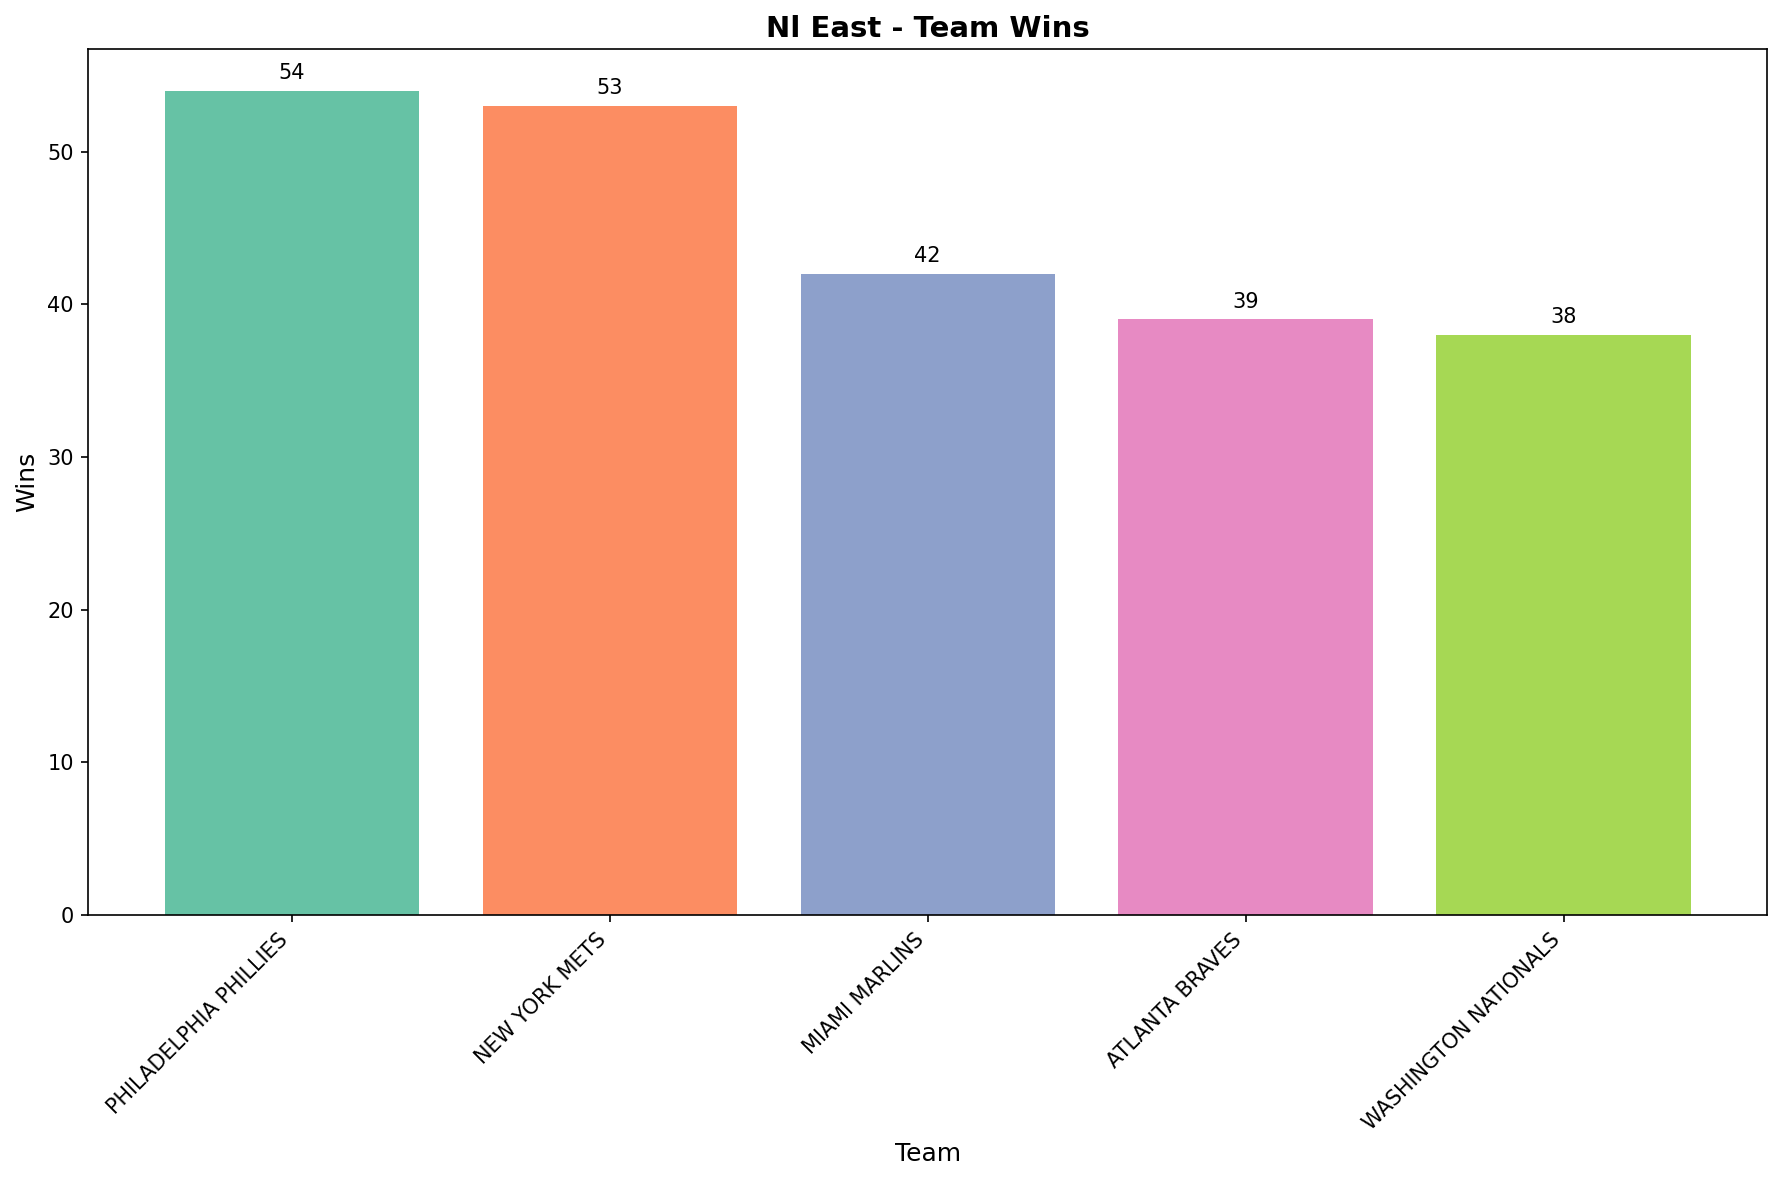 Nl East - Team Wins
54
53
42
39
38
50
40
30
20
10
0
Wins
PHILADELPHIA PHILLIES
NEW YORK METS
MIAMI MARLINS
ATLANTA BRAVES
WASHINGTON NATIONALS
Team